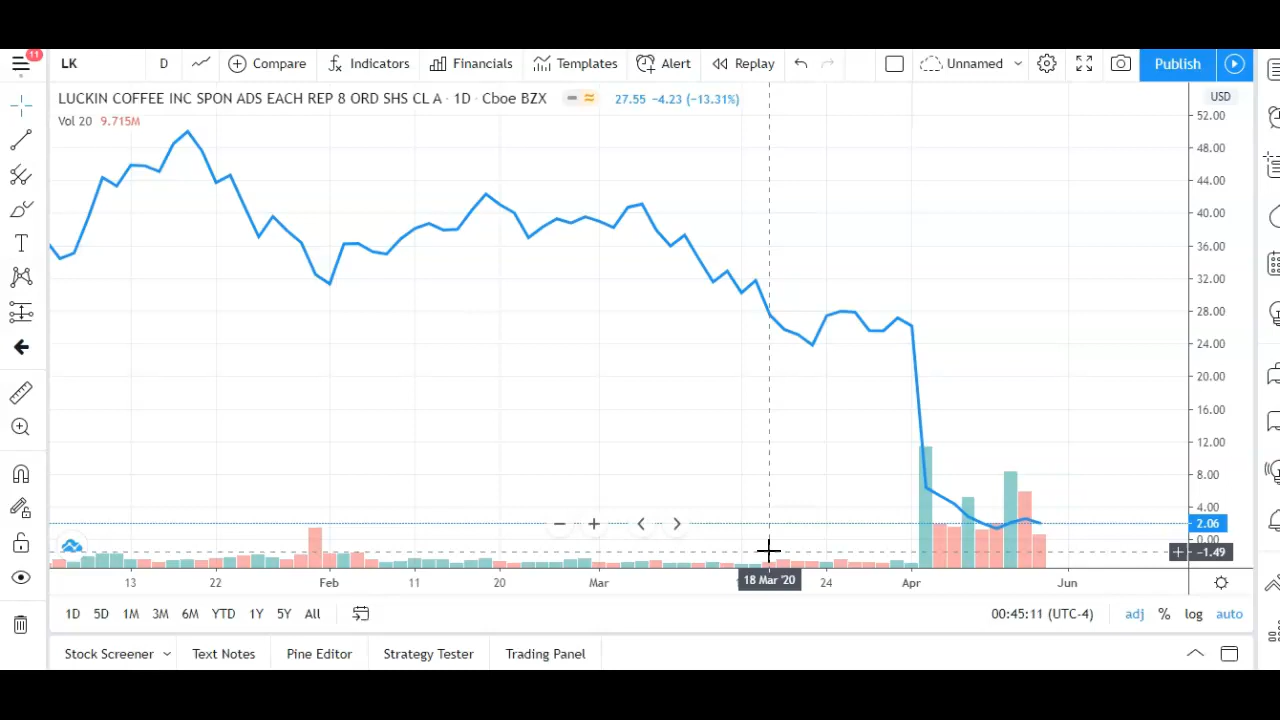 11
LK D Compare Indicators Financials Templates Alert Replay Unnamed Publish
LUCKIN COFFEE INC SPON ADS EACH REP 8 ORD SHS CL A · 1D · Cboe BZX 27.55 −4.23 (−13.31%) USD
Vol 20 9.715M
52.00
48.00
44.00
40.00
36.00
32.00
28.00
24.00
20.00
16.00
12.00
8.00
4.00
2.06
0.00
−1.49
13 22 Feb 11 20 Mar 18 Mar '20 24 Apr Jun
1D 5D 1M 3M 6M YTD 1Y 5Y All 00:45:11 (UTC-4) adj % log auto
Stock Screener Text Notes Pine Editor Strategy Tester Trading Panel